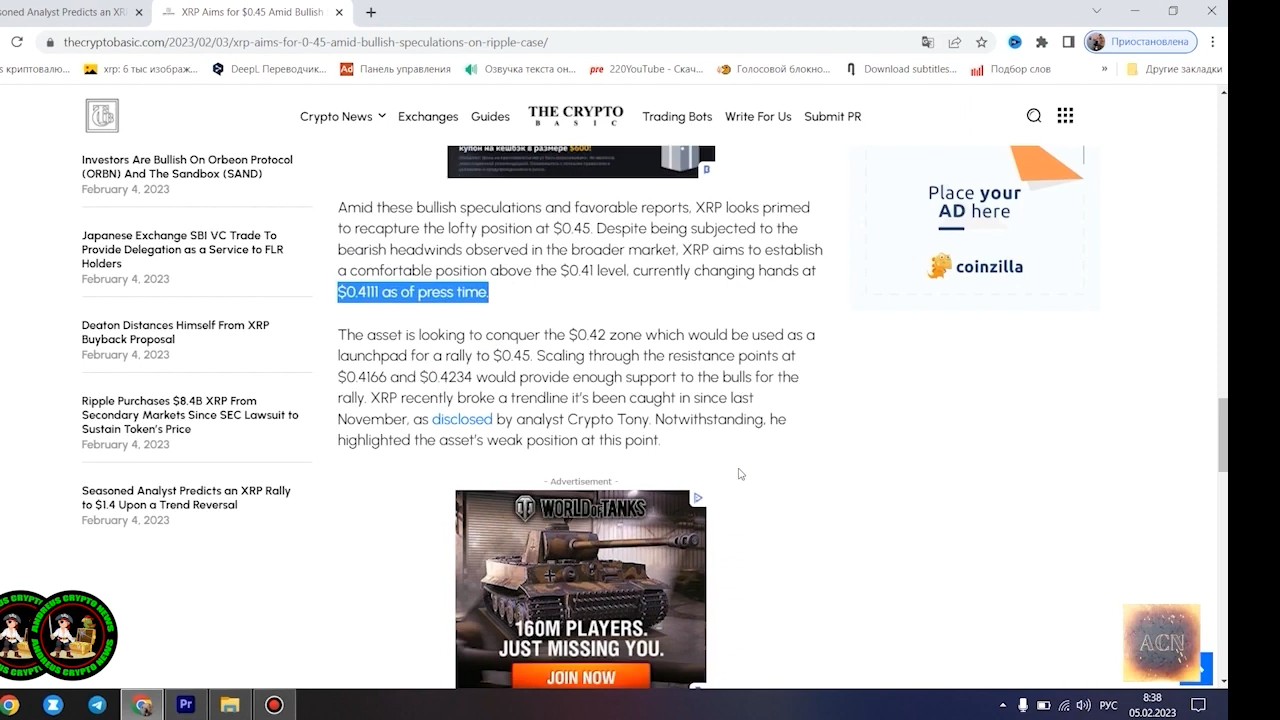 soned Analyst Predicts an XRP
XRP Aims for $0.45 Amid Bullish
thecryptobasic.com/2023/02/03/xrp-aims-for-0-45-amid-bullish-speculations-on-ripple-case/
Приостановлена
s криптовалю...
xrp: 6 тыс изображ...
DeepL Переводчик...
Ad Панель управления
Озвучка текста он...
pre 220YouTube - Скач...
Голосовой блокно...
Download subtitles...
Подбор слов
»
Другие закладки
Crypto News
Exchanges
Guides
THE CRYPTO
BASIC
Trading Bots
Write For Us
Submit PR
купон на кешбэк в размере $600!
Investors Are Bullish On Orbeon Protocol
(ORBN) And The Sandbox (SAND)
February 4, 2023
Japanese Exchange SBI VC Trade To
Provide Delegation as a Service to FLR
Holders
February 4, 2023
Deaton Distances Himself From XRP
Buyback Proposal
February 4, 2023
Ripple Purchases $8.4B XRP From
Secondary Markets Since SEC Lawsuit to
Sustain Token's Price
February 4, 2023
Seasoned Analyst Predicts an XRP Rally
to $1.4 Upon a Trend Reversal
February 4, 2023
Amid these bullish speculations and favorable reports, XRP looks primed
to recapture the lofty position at $0.45. Despite being subjected to the
bearish headwinds observed in the broader market, XRP aims to establish
a comfortable position above the $0.41 level, currently changing hands at
$0.4111 as of press time.
The asset is looking to conquer the $0.42 zone which would be used as a
launchpad for a rally to $0.45. Scaling through the resistance points at
$0.4166 and $0.4234 would provide enough support to the bulls for the
rally. XRP recently broke a trendline it's been caught in since last
November, as disclosed by analyst Crypto Tony. Notwithstanding, he
highlighted the asset's weak position at this point.
- Advertisement -
WORLD OF TANKS
160M PLAYERS.
JUST MISSING YOU.
JOIN NOW
Place your
AD here
coinzilla
ANDREUS CRYPTO NEWS
ACN
Pr
РУС
8:38
05.02.2023